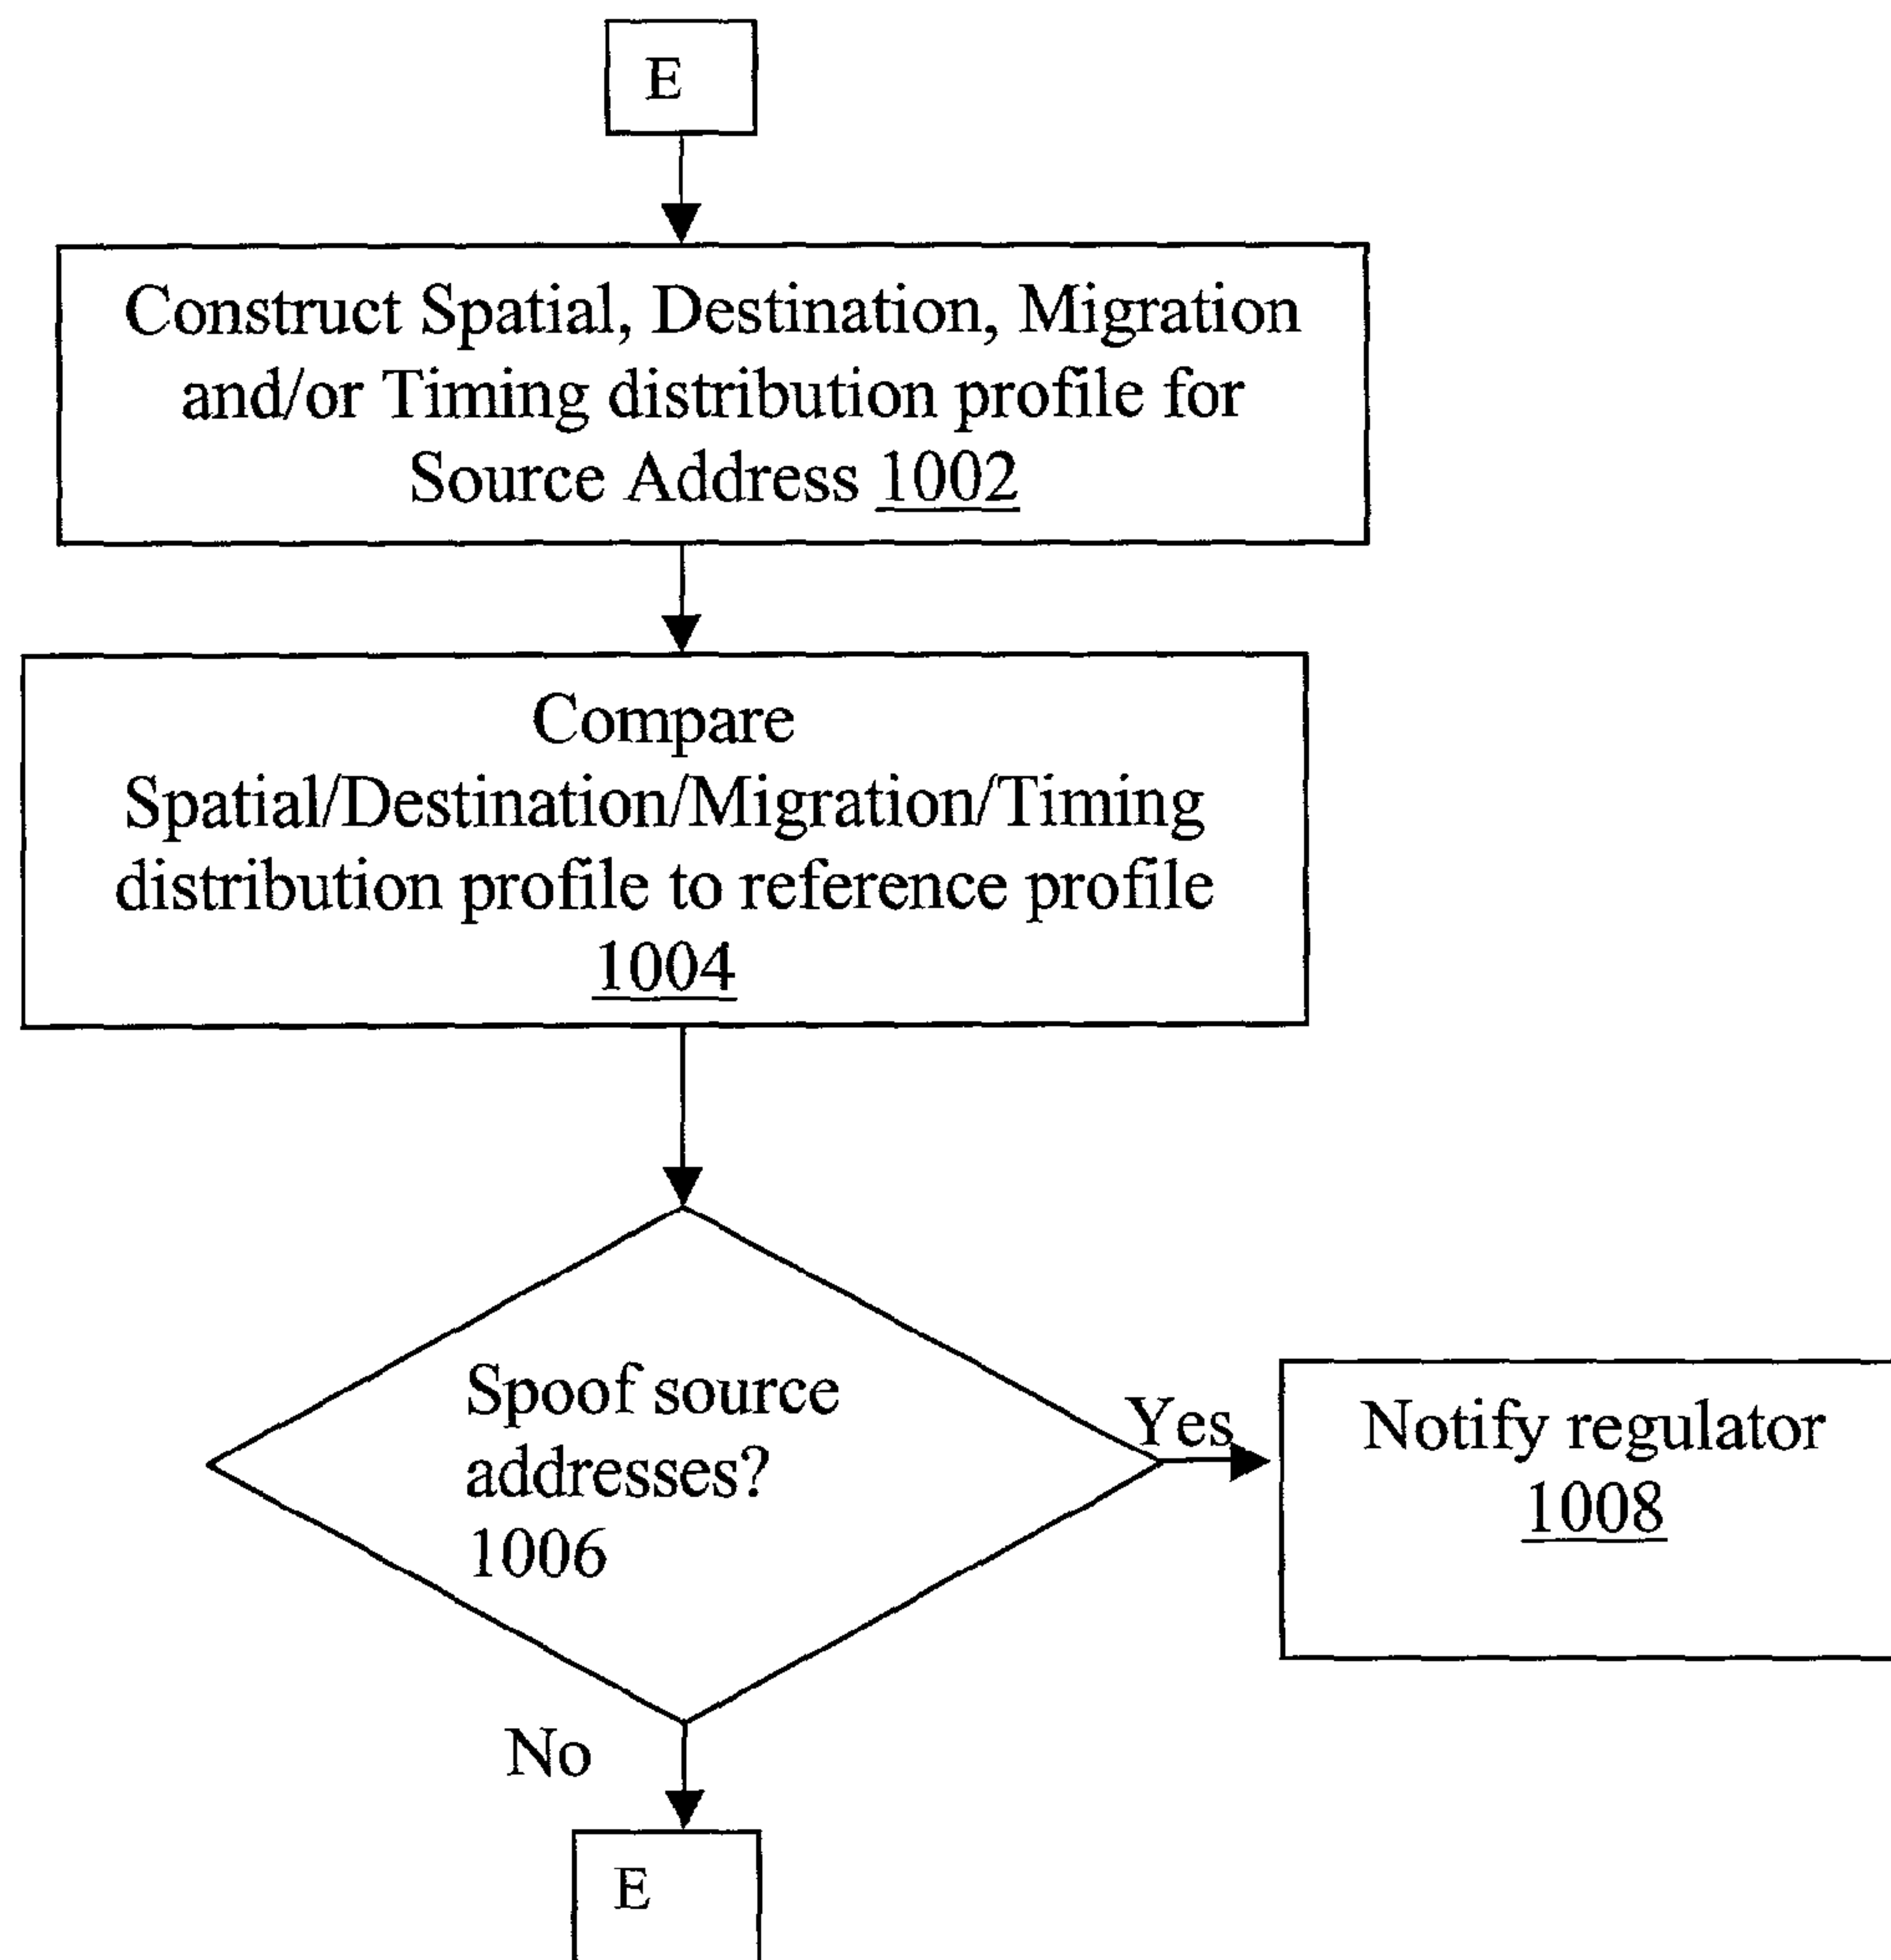 E
Construct Spatial, Destination, Migration
and/or Timing distribution profile for
Source Address 1002
Compare
Spatial/Destination/Migration/Timing
distribution profile to reference profile
1004
Spoof source
addresses?
1006
Yes
Notify regulator
1008
No
E